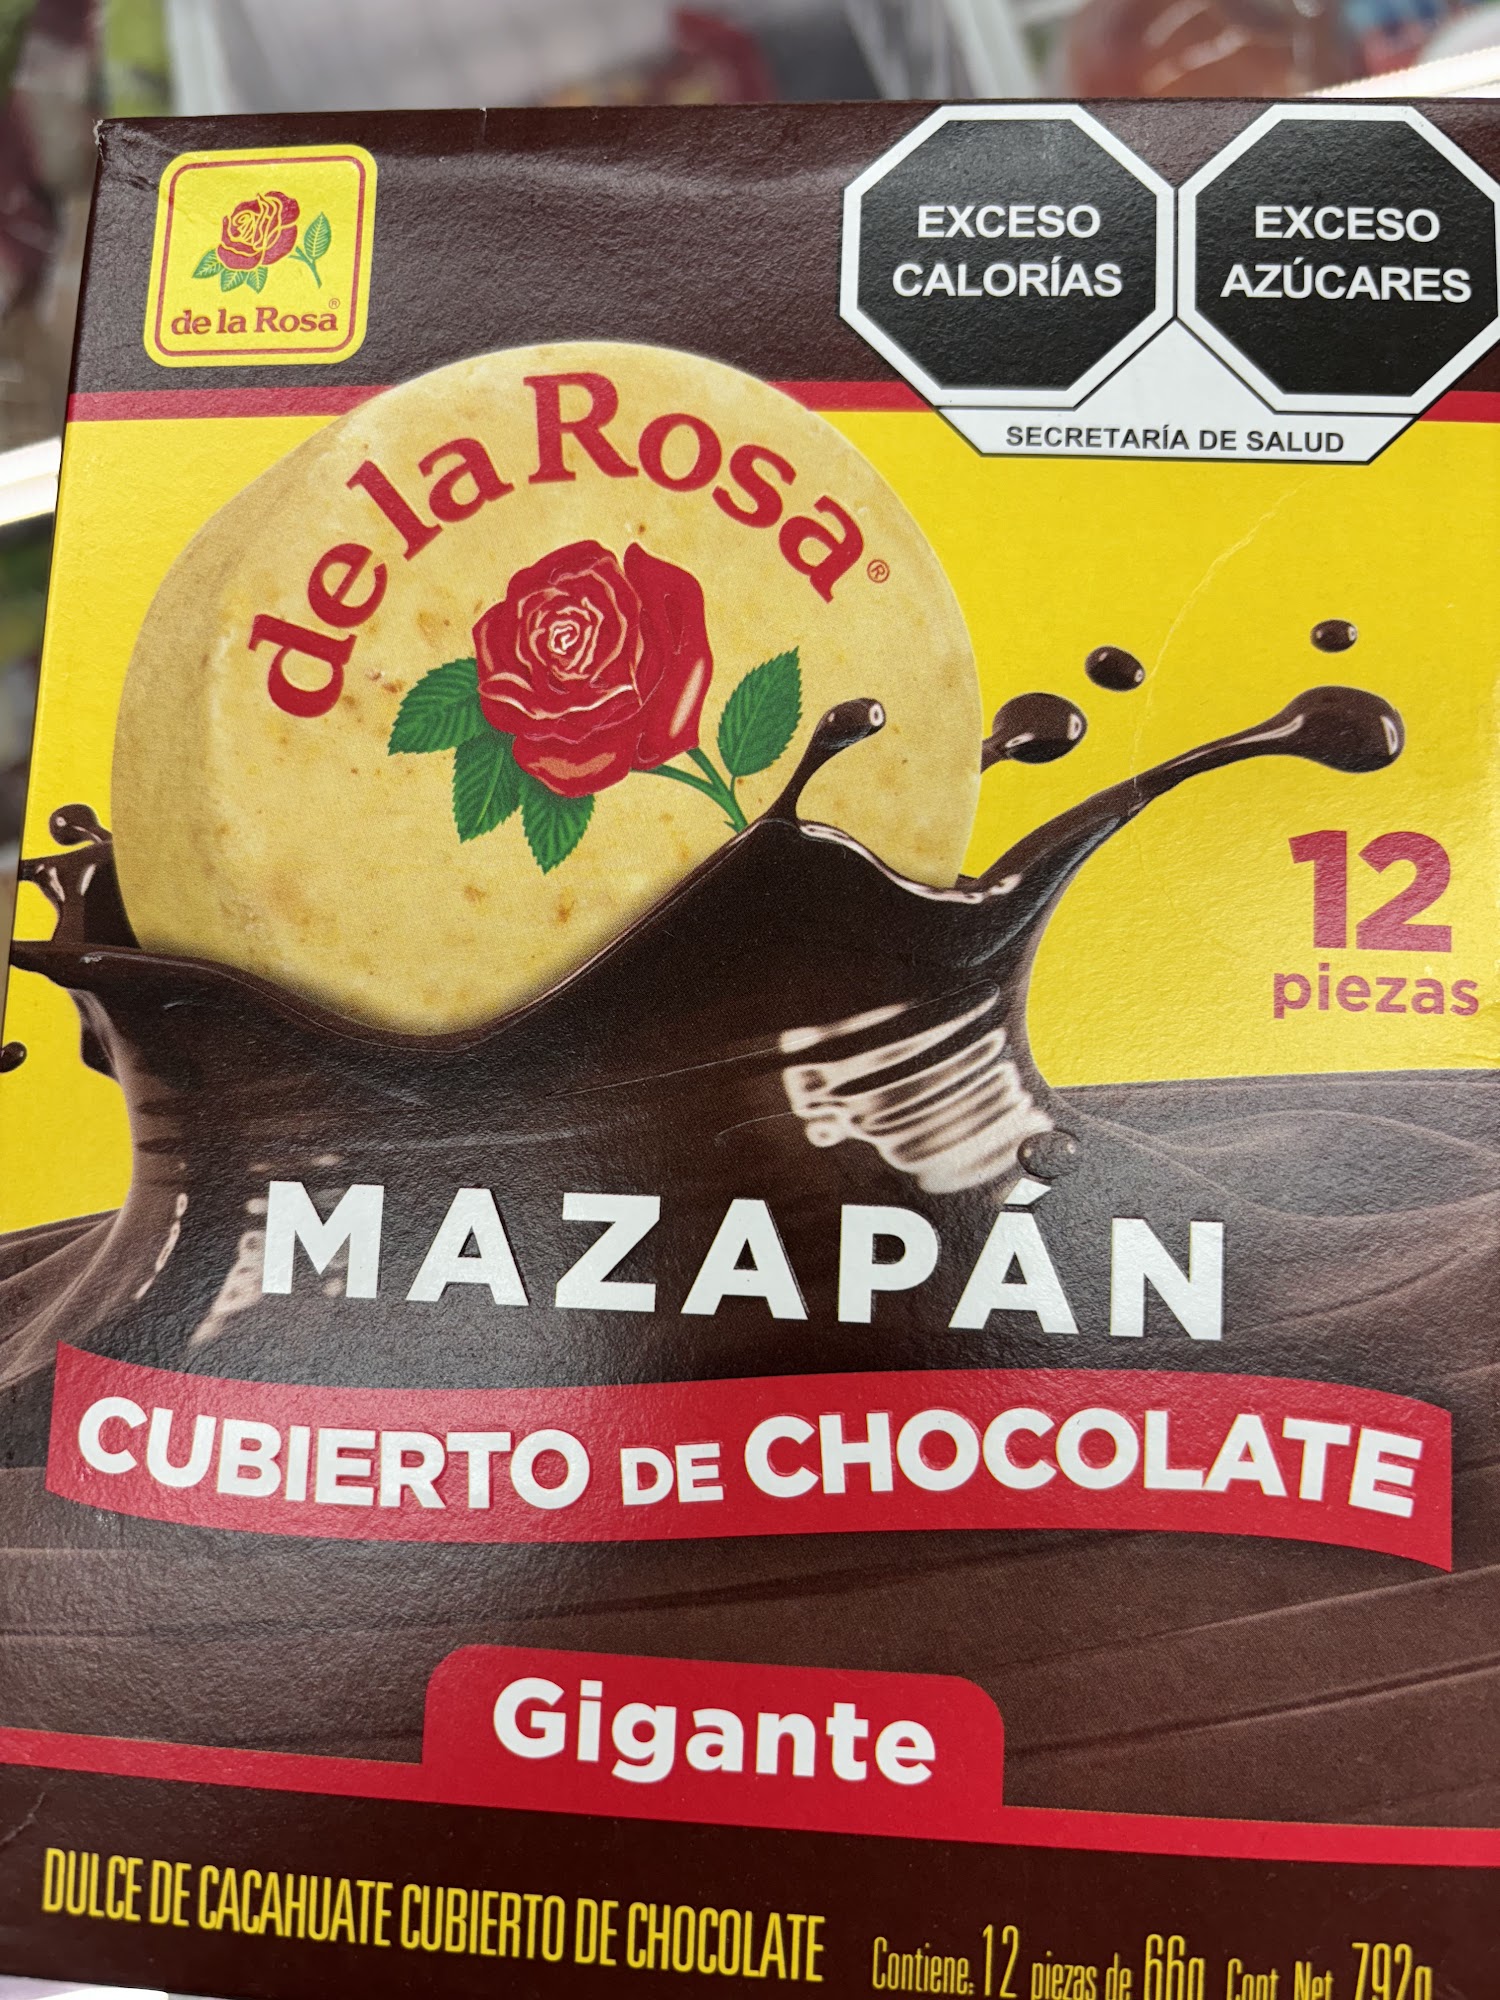 de la Rosa®
EXCESO
CALORÍAS
EXCESO
AZÚCARES
SECRETARÍA DE SALUD
de la Rosa®
12
piezas
MAZAPÁN
CUBIERTO DE CHOCOLATE
Gigante
DULCE DE CACAHUATE CUBIERTO DE CHOCOLATE
Contiene: 12 piezas de 66g Cont. Net. 792g